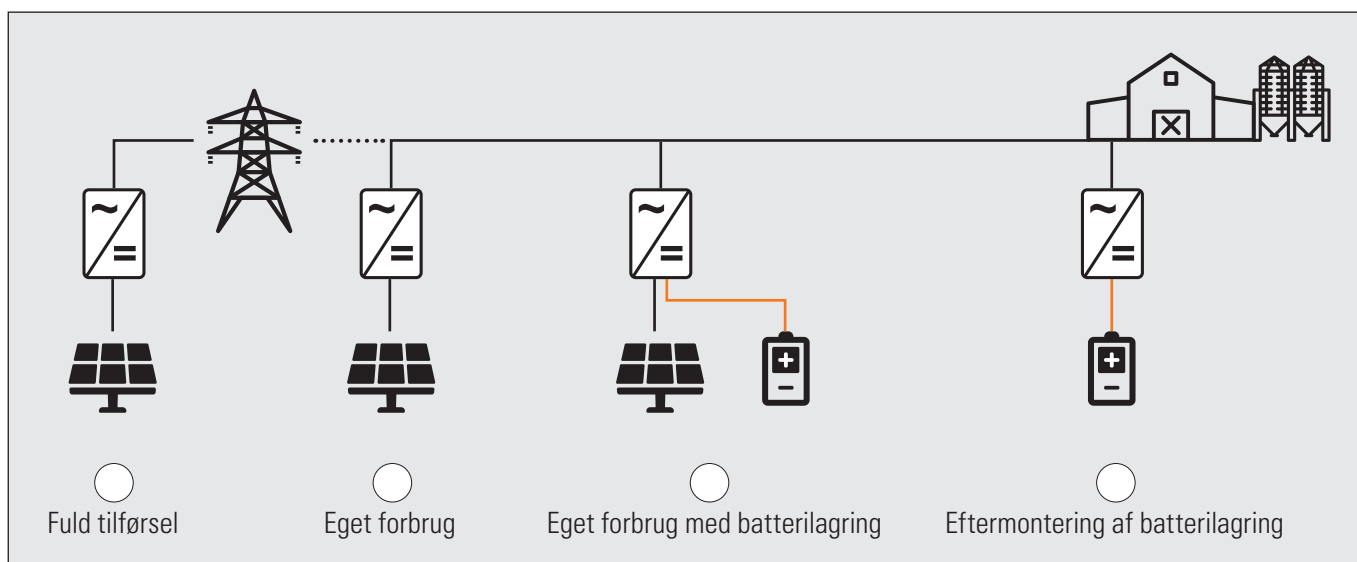 Fuld tilførsel
Eget forbrug
Eget forbrug med batterilagring
Eftermontering af batterilagring